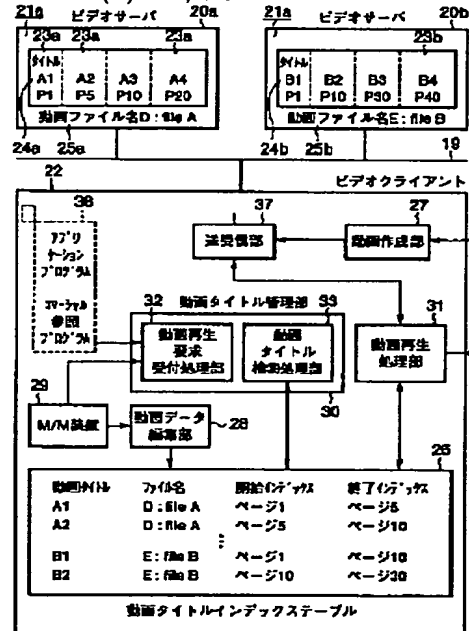 21a ビデオサーバ 20a
23a 23a 23a
タイトル
A1 A2 A3 A4
P1 P5 P10 P20
動画ファイル名D:file A
24a 25a
21a ビデオサーバ 20b
23b
タイトル
B1 B2 B3 B4
P1 P10 P30 P40
動画ファイル名E:file B
24b 25b 19
22 ビデオクライアント
38 37 27
アプリケーションプログラム
コマーシャル参照プログラム
送受信部
動画作成部
動画タイトル管理部
32 33 31
動画再生要求受付処理部
動画タイトル検索処理部
動画再生処理部
30
29
M/M装置
動画データ編集部
28
26
動画タイトル ファイル名 開始インデックス 終了インデックス
A1 D:file A ページ1 ページ5
A2 D:file A ページ5 ページ10
B1 E:file B ページ1 ページ10
B2 E:file B ページ10 ページ30
動画タイトルインデックステーブル